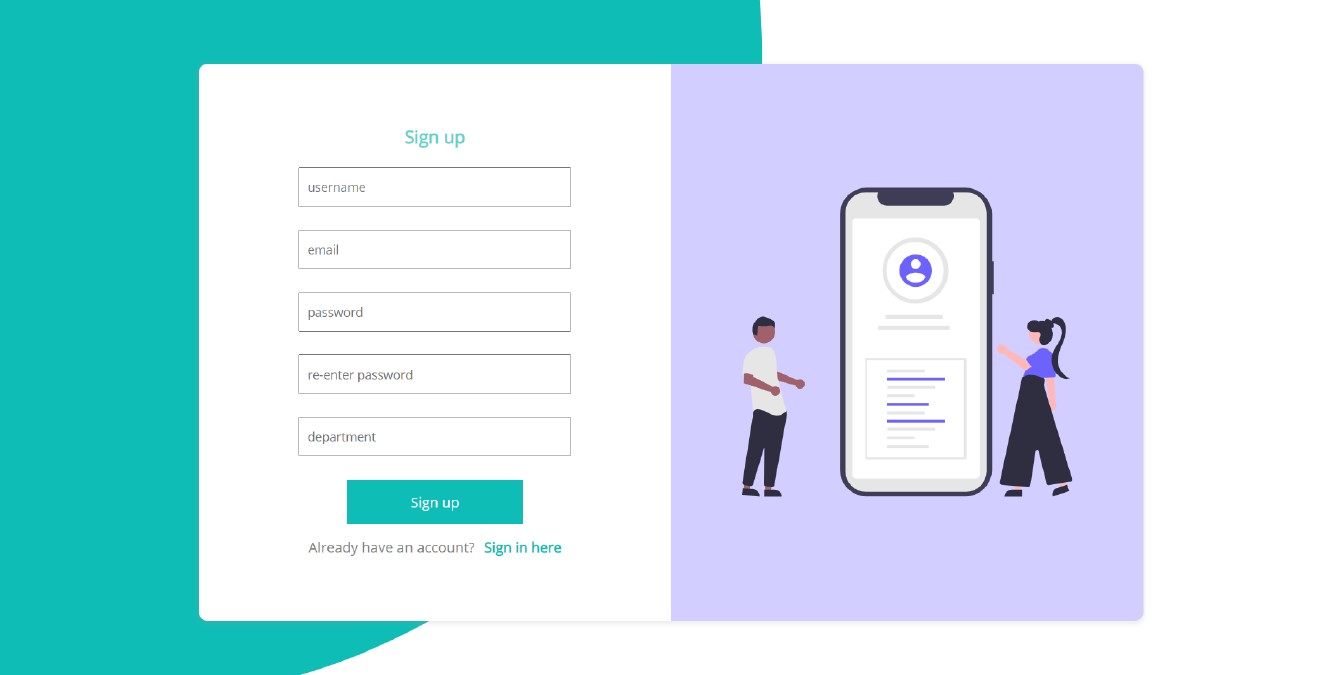 Sign up
username
email
password
re-enter password
department
Sign up
Already have an account? Sign in here